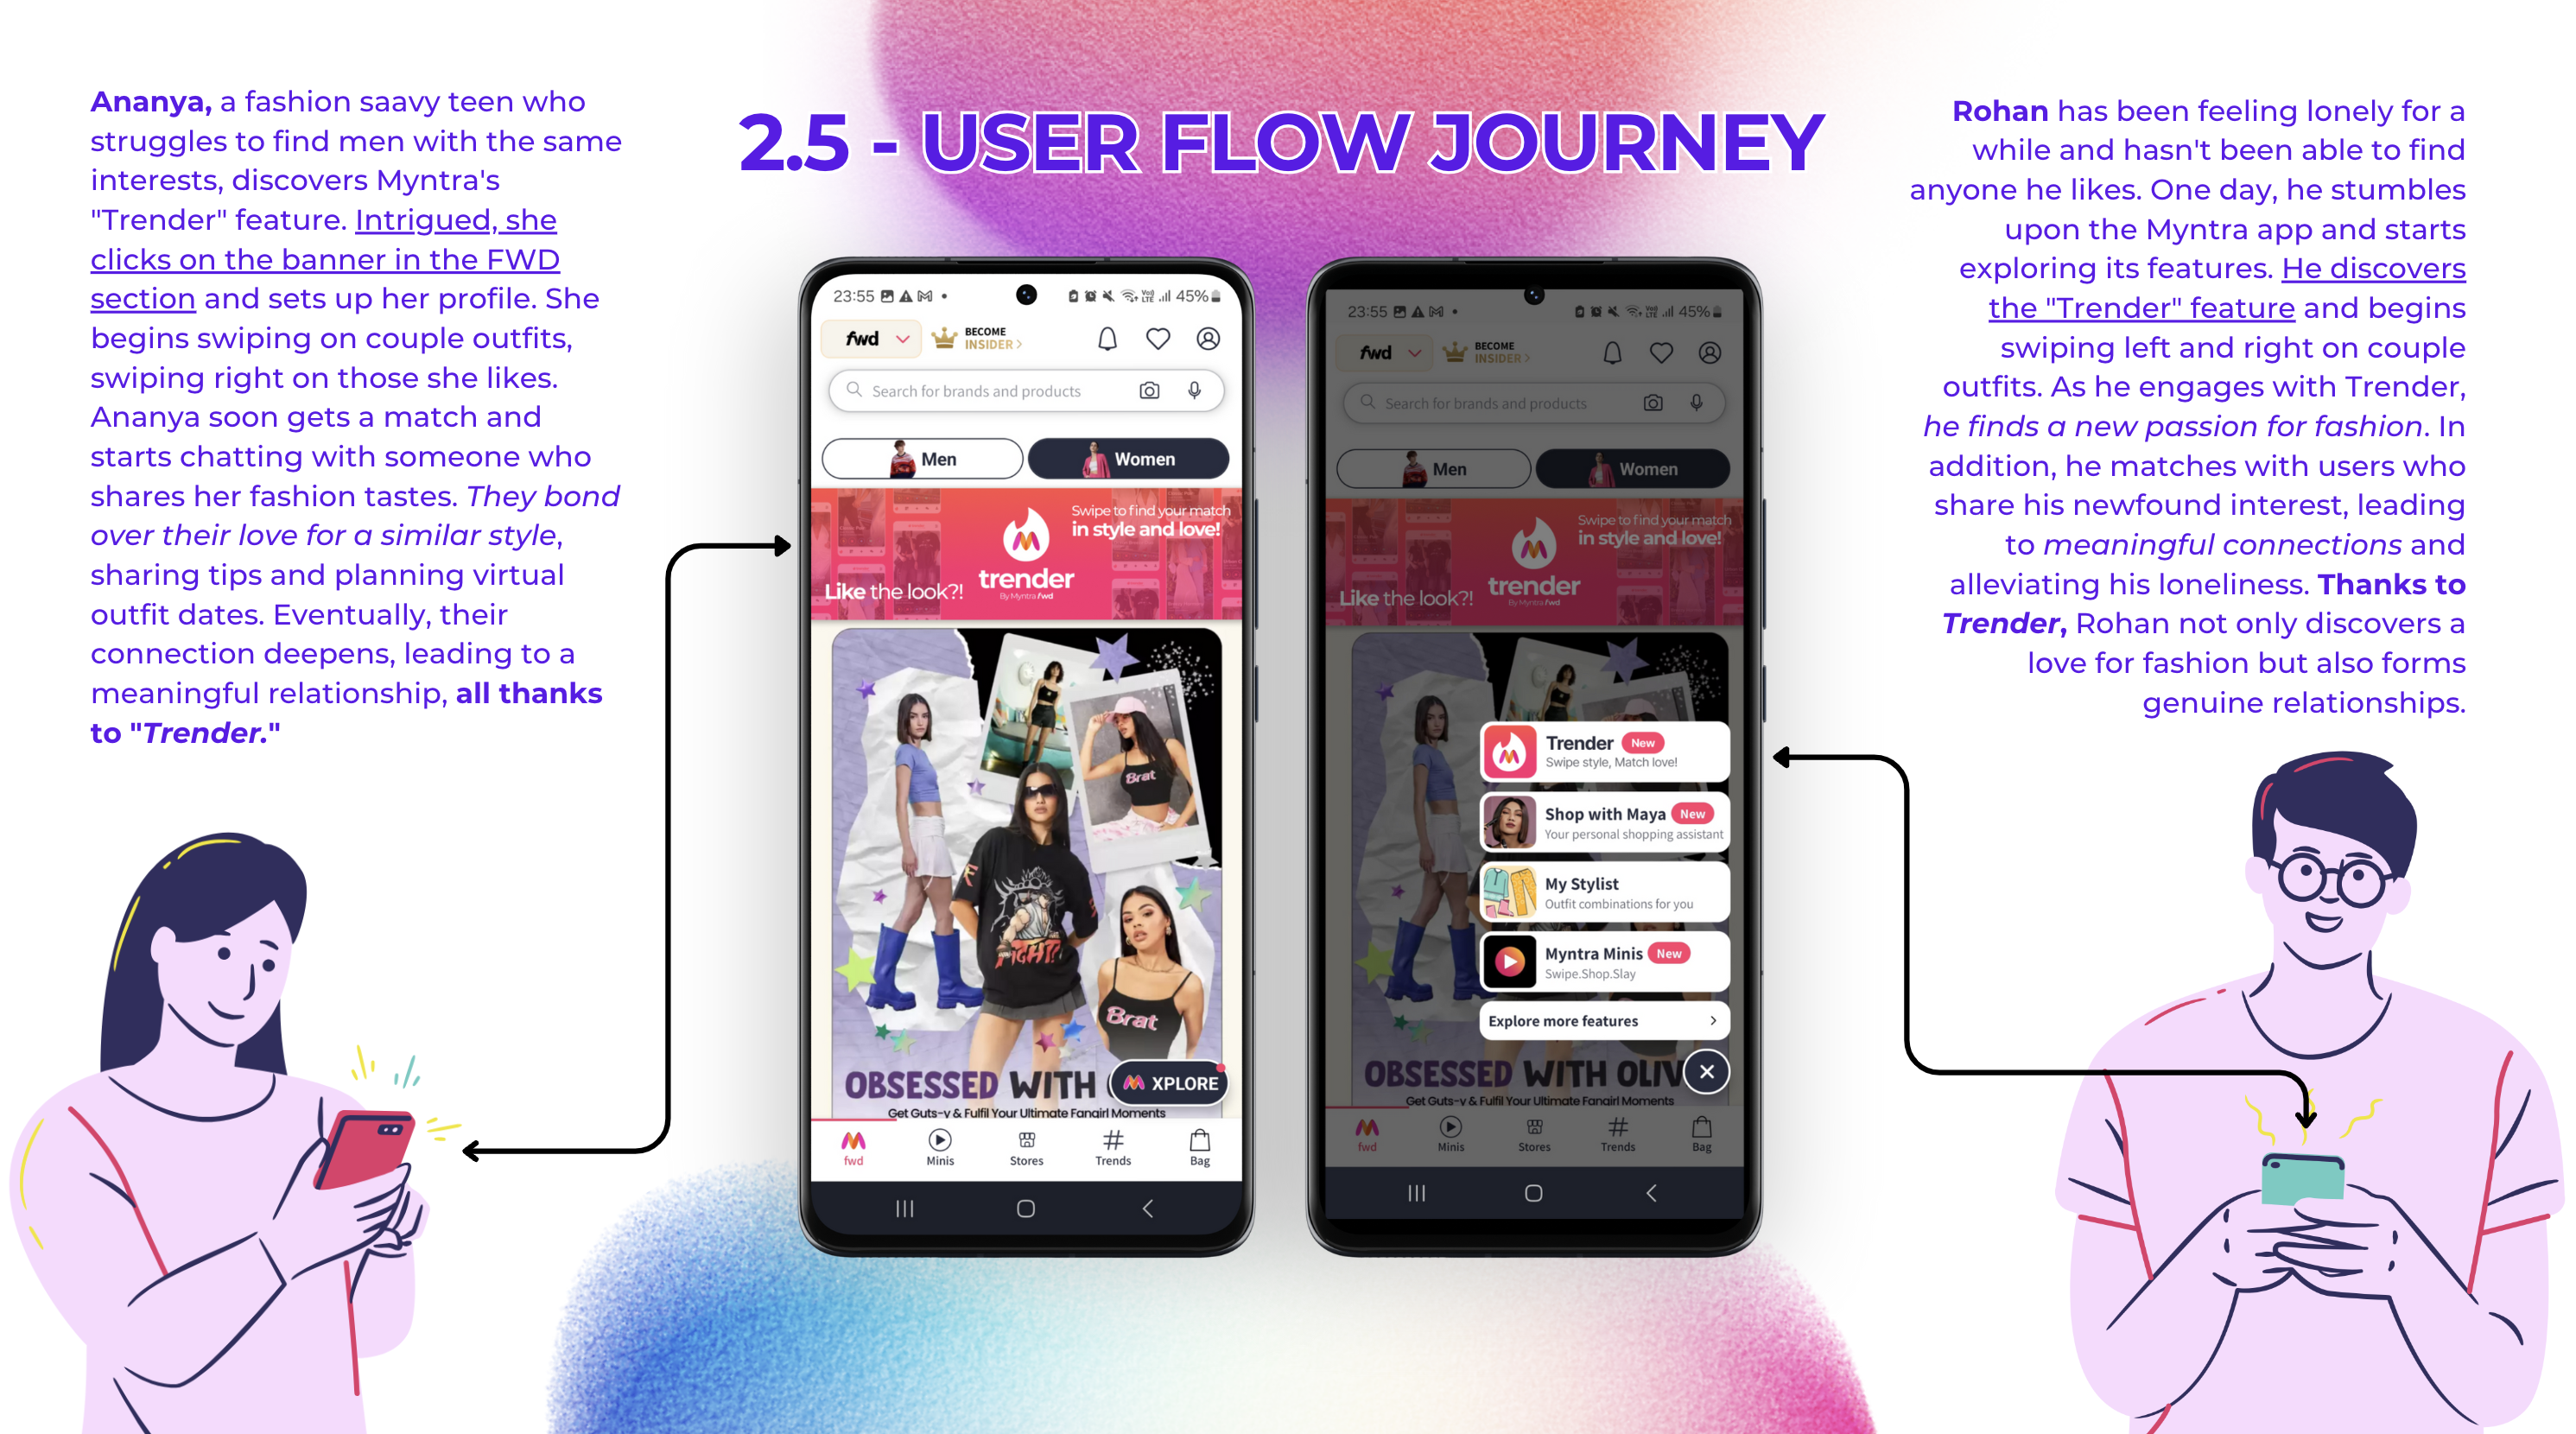 2.5 - USER FLOW JOURNEY
Ananya, a fashion saavy teen who
struggles to find men with the same
interests, discovers Myntra's
"Trender" feature. Intrigued, she
clicks on the banner in the FWD
section and sets up her profile. She
begins swiping on couple outfits,
swiping right on those she likes.
Ananya soon gets a match and
starts chatting with someone who
shares her fashion tastes. They bond
over their love for a similar style,
sharing tips and planning virtual
outfit dates. Eventually, their
connection deepens, leading to a
meaningful relationship, all thanks
to "Trender."
23:55
45%
fwd
BECOME
INSIDER
Search for brands and products
Men
Women
Swipe to find your match
in style and love!
Like the look?!
trender
By Myntra fwd
Brat
FIGHT!
Brat
OBSESSED WITH
XPLORE
Get Guts-y & Fulfil Your Ultimate Fangirl Moments
fwd
Minis
Stores
Trends
Bag
23:55
45%
fwd
BECOME
INSIDER
Search for brands and products
Men
Women
Swipe to find your match
in style and love!
Like the look?!
trender
By Myntra fwd
Trender New
Swipe style, Match love!
Shop with Maya New
Your personal shopping assistant
My Stylist
Outfit combinations for you
Myntra Minis New
Swipe.Shop.Slay
Explore more features
OBSESSED WITH OLIV
Get Guts-y & Fulfil Your Ultimate Fangirl Moments
fwd
Minis
Stores
Trends
Bag
Rohan has been feeling lonely for a
while and hasn't been able to find
anyone he likes. One day, he stumbles
upon the Myntra app and starts
exploring its features. He discovers
the "Trender" feature and begins
swiping left and right on couple
outfits. As he engages with Trender,
he finds a new passion for fashion. In
addition, he matches with users who
share his newfound interest, leading
to meaningful connections and
alleviating his loneliness. Thanks to
Trender, Rohan not only discovers a
love for fashion but also forms
genuine relationships.